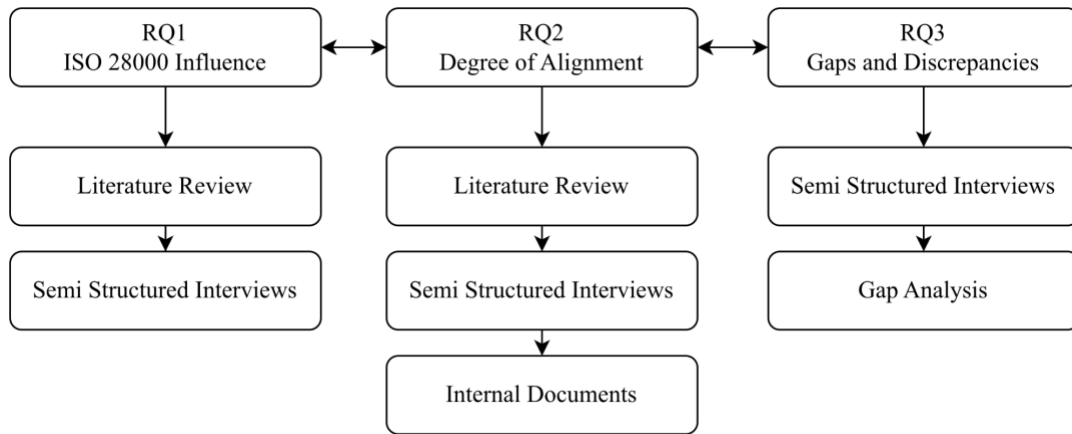 RQ1
ISO 28000 Influence
RQ2
Degree of Alignment
RQ3
Gaps and Discrepancies
Literature Review
Literature Review
Semi Structured Interviews
Semi Structured Interviews
Semi Structured Interviews
Gap Analysis
Internal Documents